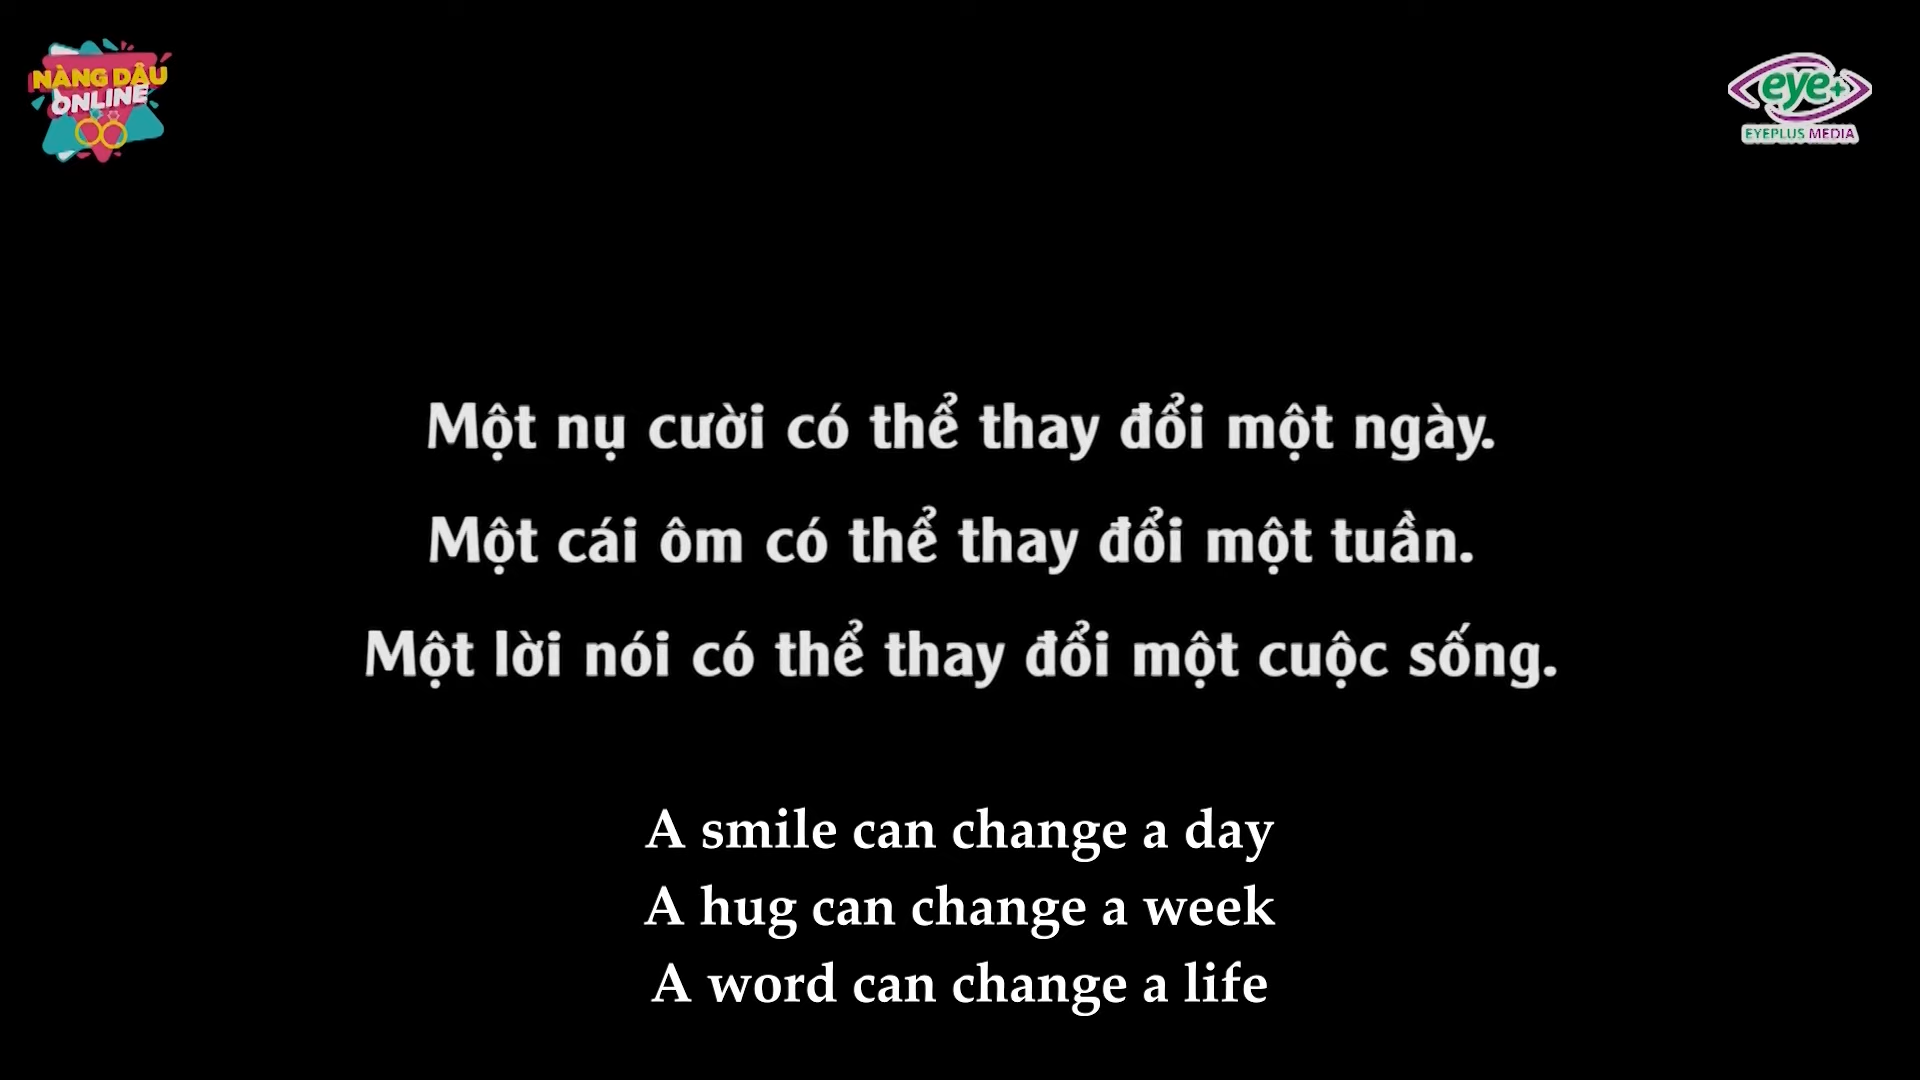 NÀNG DÂU
ONLINE
eye+
EYEPLUS MEDIA
Một nụ cười có thể thay đổi một ngày.
Một cái ôm có thể thay đổi một tuần.
Một lời nói có thể thay đổi một cuộc sống.
A smile can change a day
A hug can change a week
A word can change a life